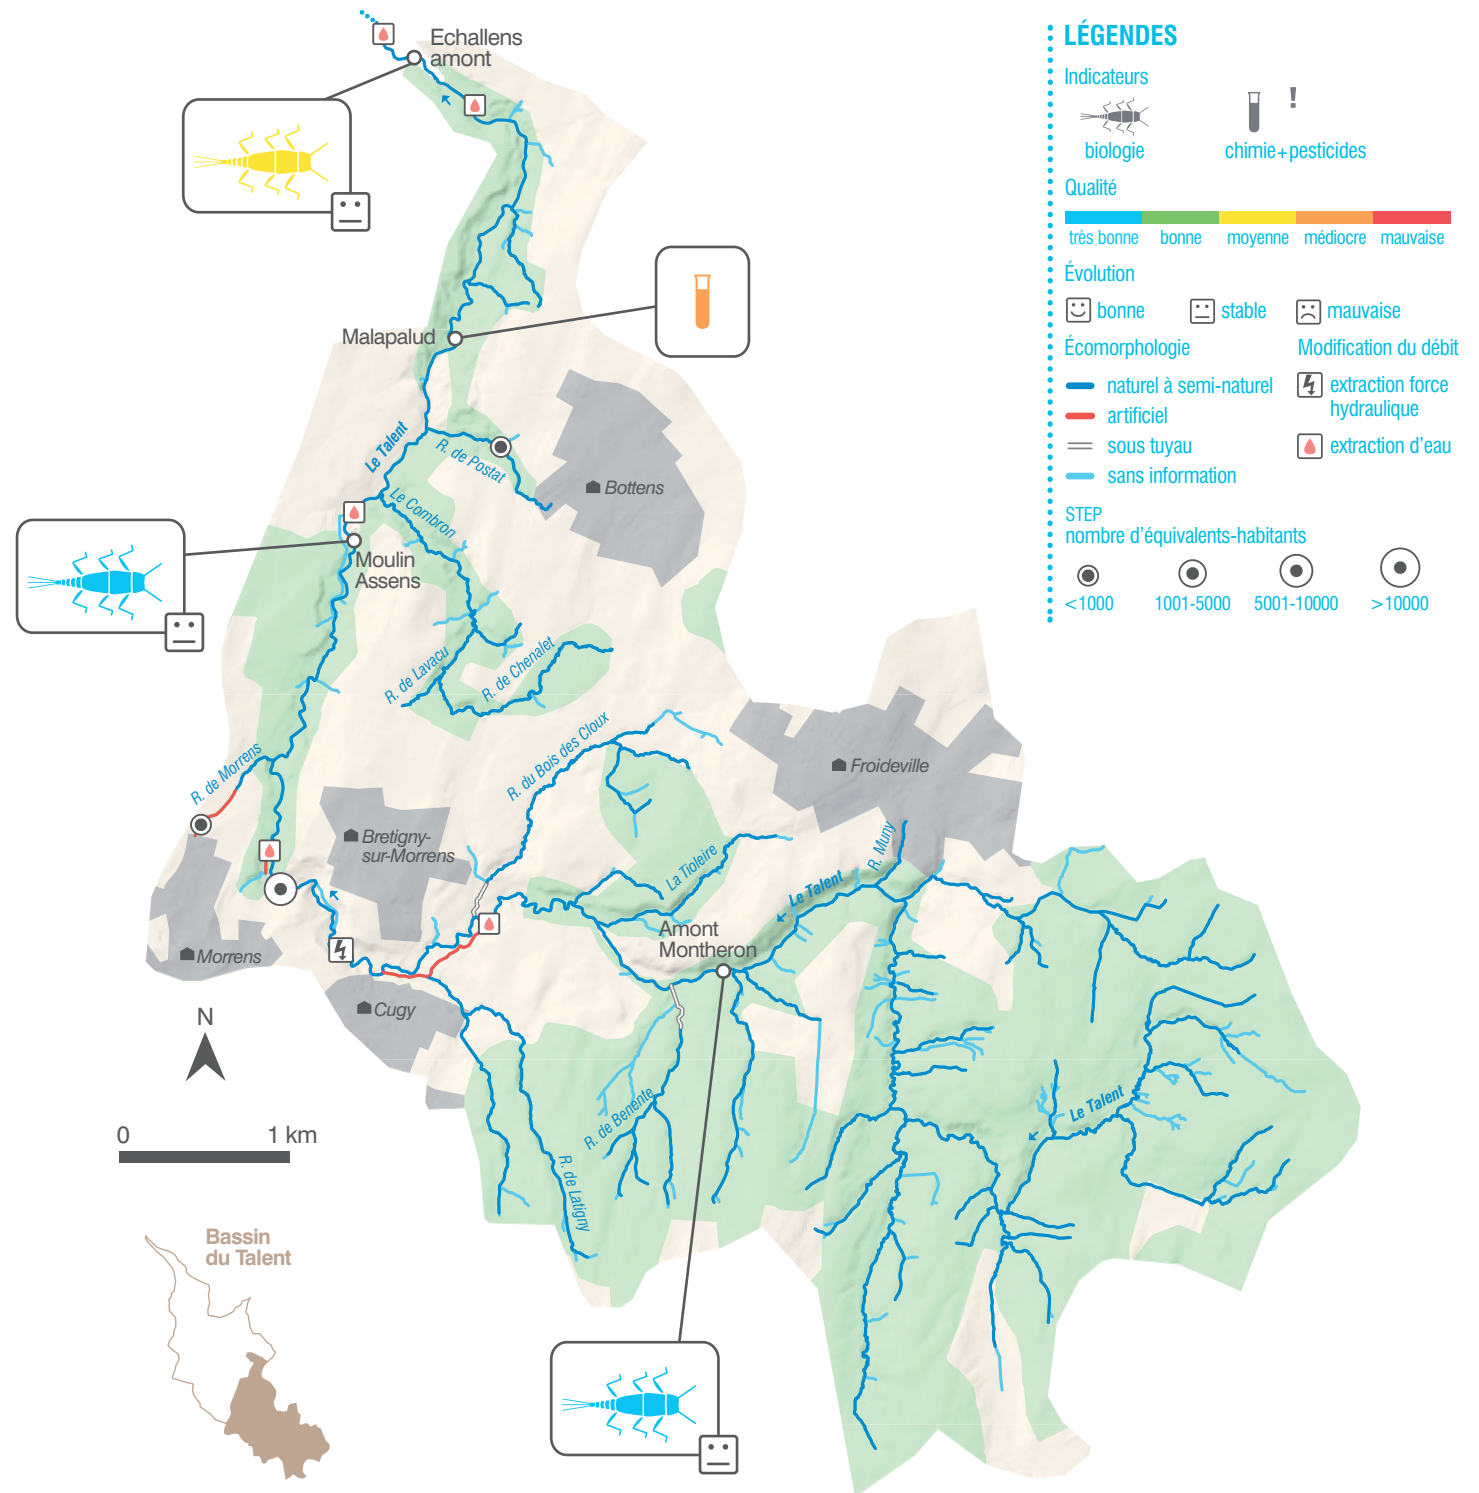 Echallens
amont
Malapalud
Le Talent
R. de Postat
Bottens
Le Combron
Moulin
Assens
R. de Lavacu
R. de Chenalet
R. du Bois des Cloux
R. de Morrens
Froideville
Bretigny-
sur-Morrens
La Tioleire
R. Muny
Le Talent
Amont
Montheron
Morrens
Cugy
Le Talent
R. de Benente
R. de Latigny
N
0 1 km
Bassin
du Talent
LÉGENDES
Indicateurs
!
biologie chimie+pesticides
Qualité
très bonne bonne moyenne médiocre mauvaise
Évolution
bonne stable mauvaise
Écomorphologie Modification du débit
naturel à semi-naturel extraction force
hydraulique
artificiel
sous tuyau extraction d'eau
sans information
STEP
nombre d'équivalents-habitants
<1000 1001-5000 5001-10000 >10000